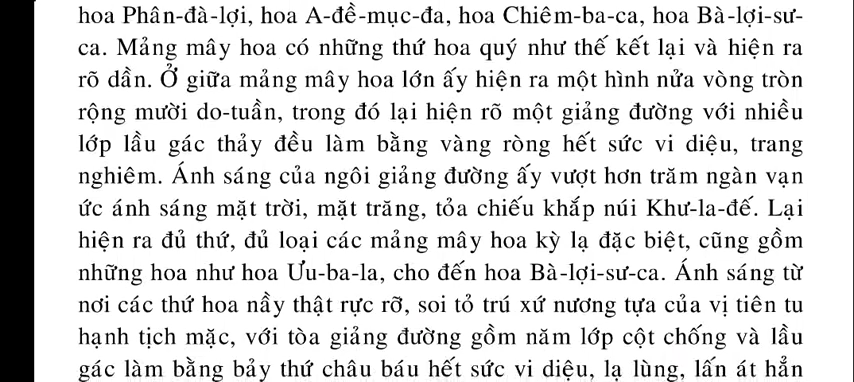 hoa Phân-đà-lợi, hoa A-đề-mục-đa, hoa Chiêm-ba-ca, hoa Bà-lợi-sư-
ca. Mảng mây hoa có những thứ hoa quý như thế kết lại và hiện ra
rõ dần. Ở giữa mảng mây hoa lớn ấy hiện ra một hình nửa vòng tròn
rộng mười do-tuần, trong đó lại hiện rõ một giảng đường với nhiều
lớp lầu gác thảy đều làm bằng vàng ròng hết sức vi diệu, trang
nghiêm. Ánh sáng của ngôi giảng đường ấy vượt hơn trăm ngàn vạn
ức ánh sáng mặt trời, mặt trăng, tỏa chiếu khắp núi Khư-la-đế. Lại
hiện ra đủ thứ, đủ loại các mảng mây hoa kỳ lạ đặc biệt, cũng gồm
những hoa như hoa Ưu-ba-la, cho đến hoa Bà-lợi-sư-ca. Ánh sáng từ
nơi các thứ hoa nầy thật rực rỡ, soi tỏ trú xứ nương tựa của vị tiên tu
hạnh tịch mặc, với tòa giảng đường gồm năm lớp cột chống và lầu
gác làm bằng bảy thứ châu báu hết sức vi diệu, lạ lùng, lấn át hẳn